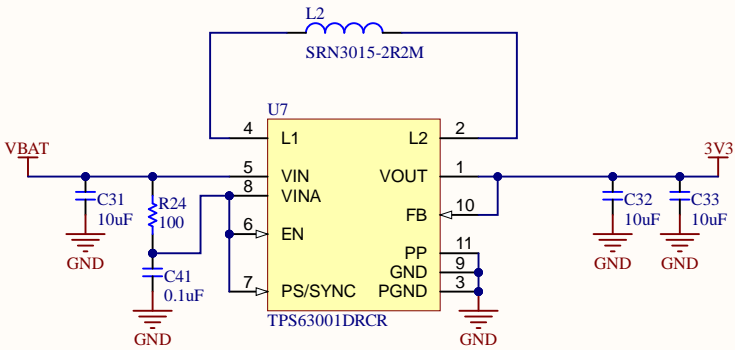 L2
SRN3015-2R2M
U7
4 L1 L2 2
VBAT 3V3
5 VIN VOUT 1
8 VINA
C31 10uF
R24 100
FB 10
C32 10uF
C33 10uF
6 EN
GND
PP 11
GND 9
GND GND
C41 0.1uF
7 PS/SYNC PGND 3
TPS63001DRCR
GND GND